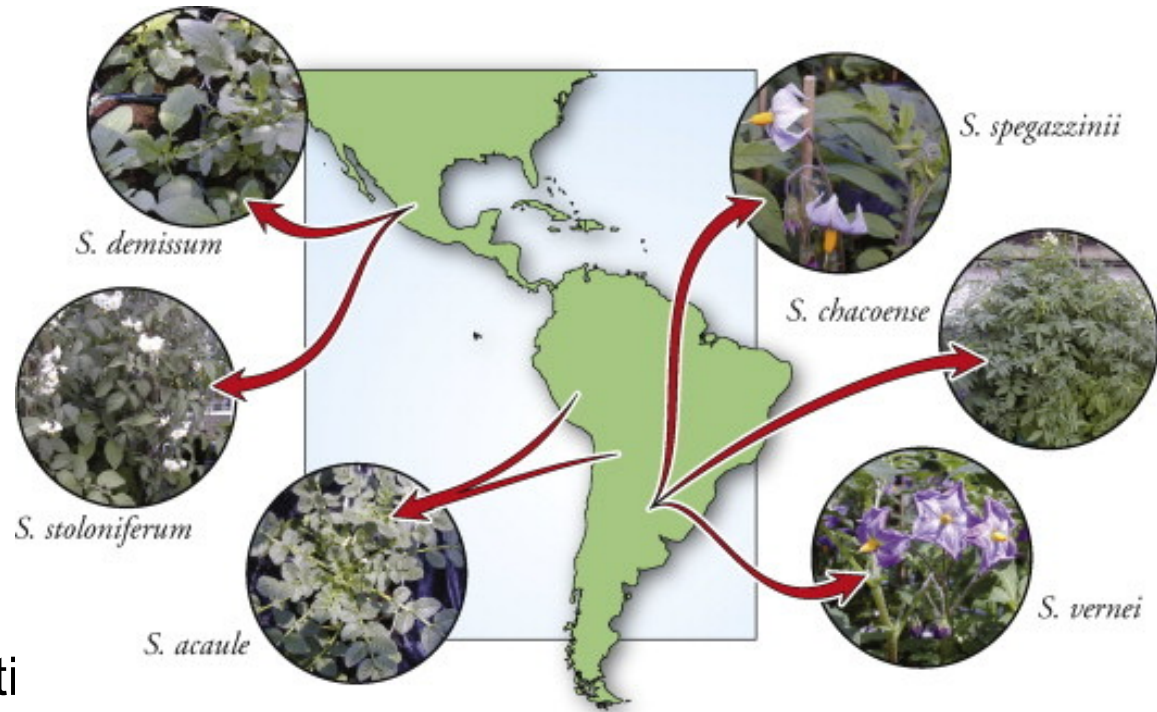 S. spegazzinii
S. demissum
S. chacoense
S. stoloniferum
S. vernei
S. acaule
ti